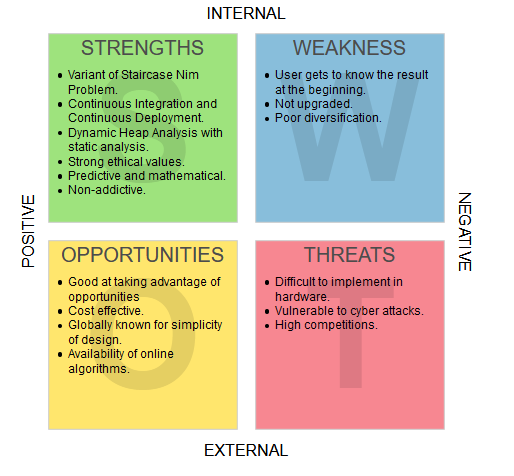 INTERNAL
STRENGTHS
• Variant of Staircase Nim
Problem.
• Continuous Integration and
Continuous Deployment.
• Dynamic Heap Analysis with
static analysis.
• Strong ethical values.
• Predictive and mathematical.
• Non-addictive.
S
WEAKNESS
• User gets to know the result
at the beginning.
• Not upgraded.
• Poor diversification.
W
POSITIVE
NEGATIVE
OPPORTUNITIES
• Good at taking advantage of
opportunities
• Cost effective.
• Globally known for simplicity
of design.
• Availability of online
algorithms.
O
THREATS
• Difficult to implement in
hardware.
• Vulnerable to cyber attacks.
• High competitions.
T
EXTERNAL